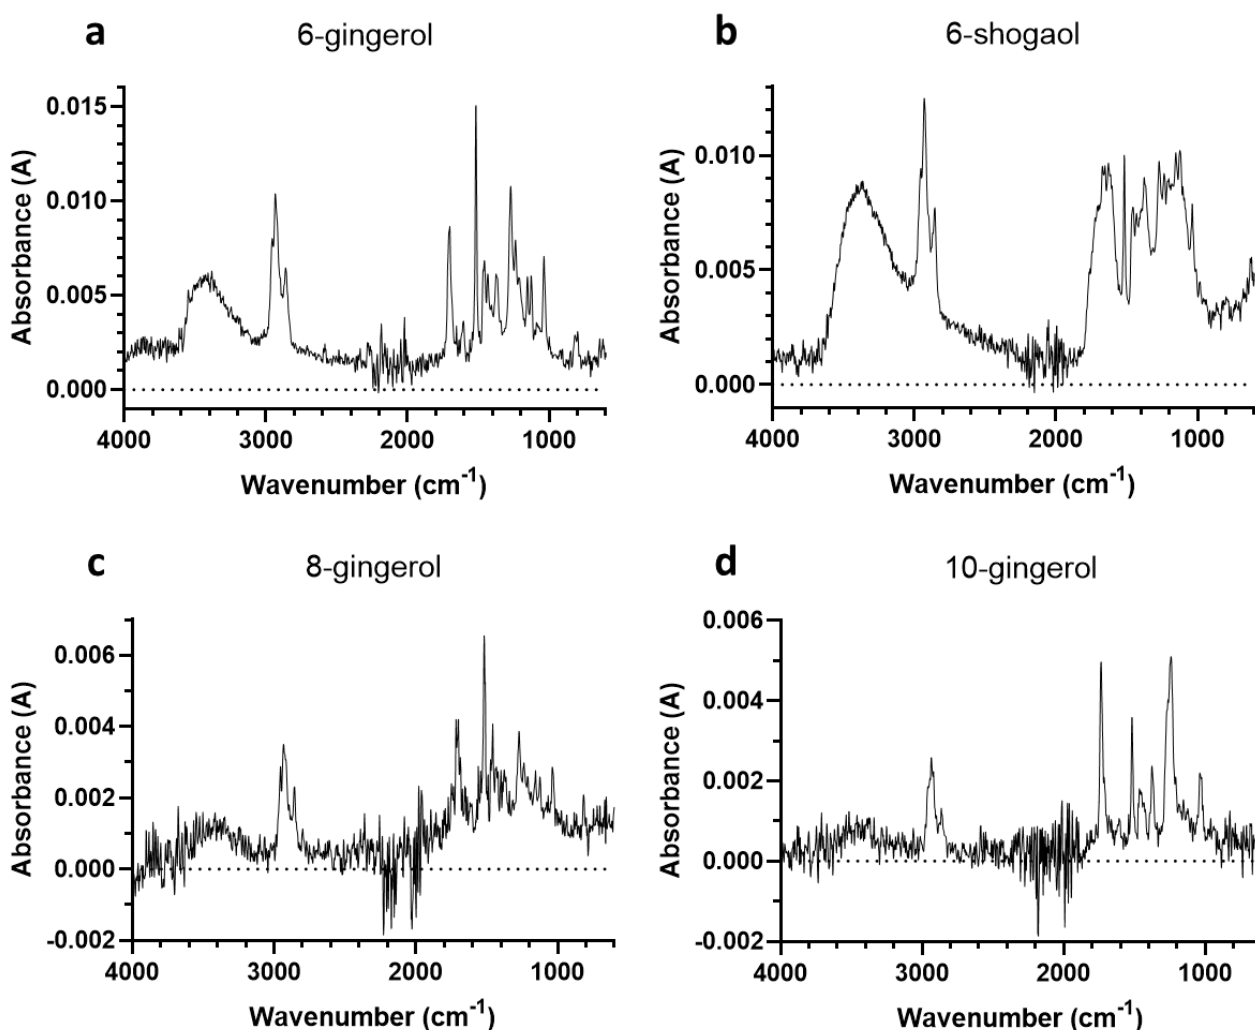 a
6-gingerol
0.015
0.010
0.005
0.000
Absorbance (A)
4000 3000 2000 1000
Wavenumber (cm-1)
b
6-shogaol
0.010
0.005
0.000
Absorbance (A)
4000 3000 2000 1000
Wavenumber (cm-1)
c
8-gingerol
0.006
0.004
0.002
0.000
-0.002
Absorbance (A)
4000 3000 2000 1000
Wavenumber (cm-1)
d
10-gingerol
0.006
0.004
0.002
0.000
-0.002
Absorbance (A)
4000 3000 2000 1000
Wavenumber (cm-1)